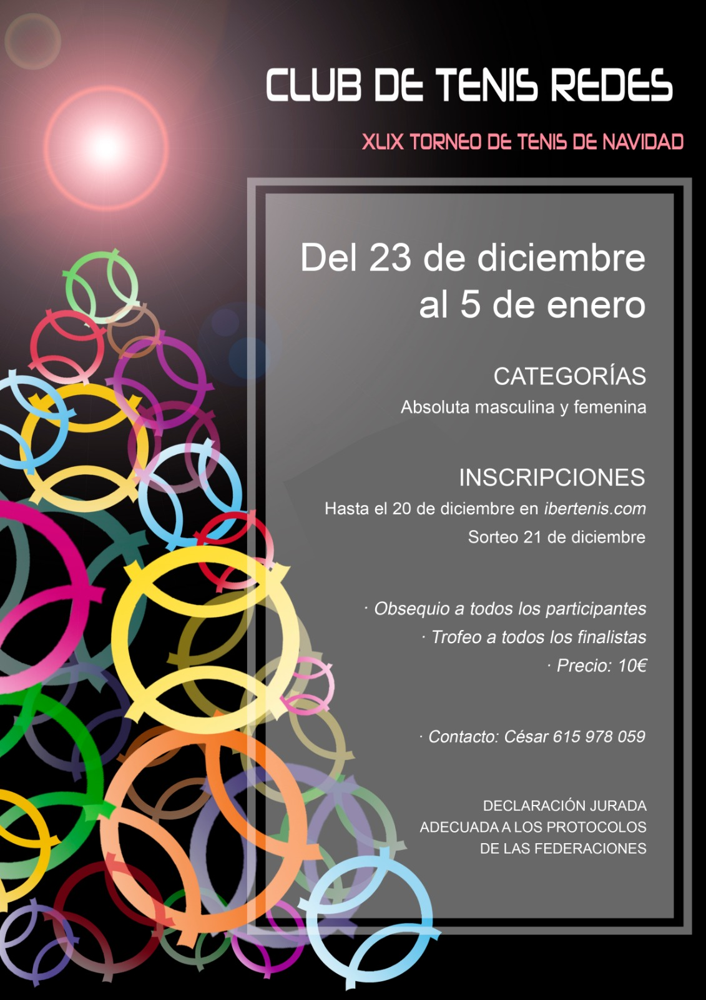 CLUB DE TENIS REDES
XLIX TORNEO DE TENIS DE NAVIDAD
Del 23 de diciembre
al 5 de enero
CATEGORÍAS
Absoluta masculina y femenina
INSCRIPCIONES
Hasta el 20 de diciembre en ibertenis.com
Sorteo 21 de diciembre
· Obsequio a todos los participantes
· Trofeo a todos los finalistas
· Precio: 10€
· Contacto: César 615 978 059
DECLARACIÓN JURADA
ADECUADA A LOS PROTOCOLOS
DE LAS FEDERACIONES